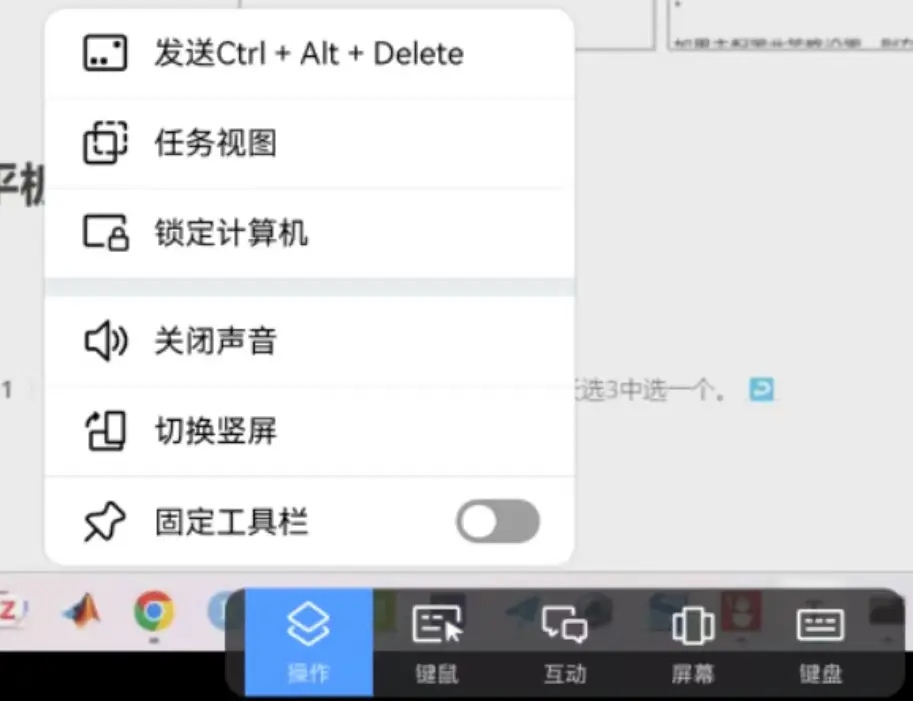 发送Ctrl + Alt + Delete
任务视图
锁定计算机
关闭声音
1
选3中选一个。
切换竖屏
固定工具栏
操作
键鼠
互动
屏幕
键盘